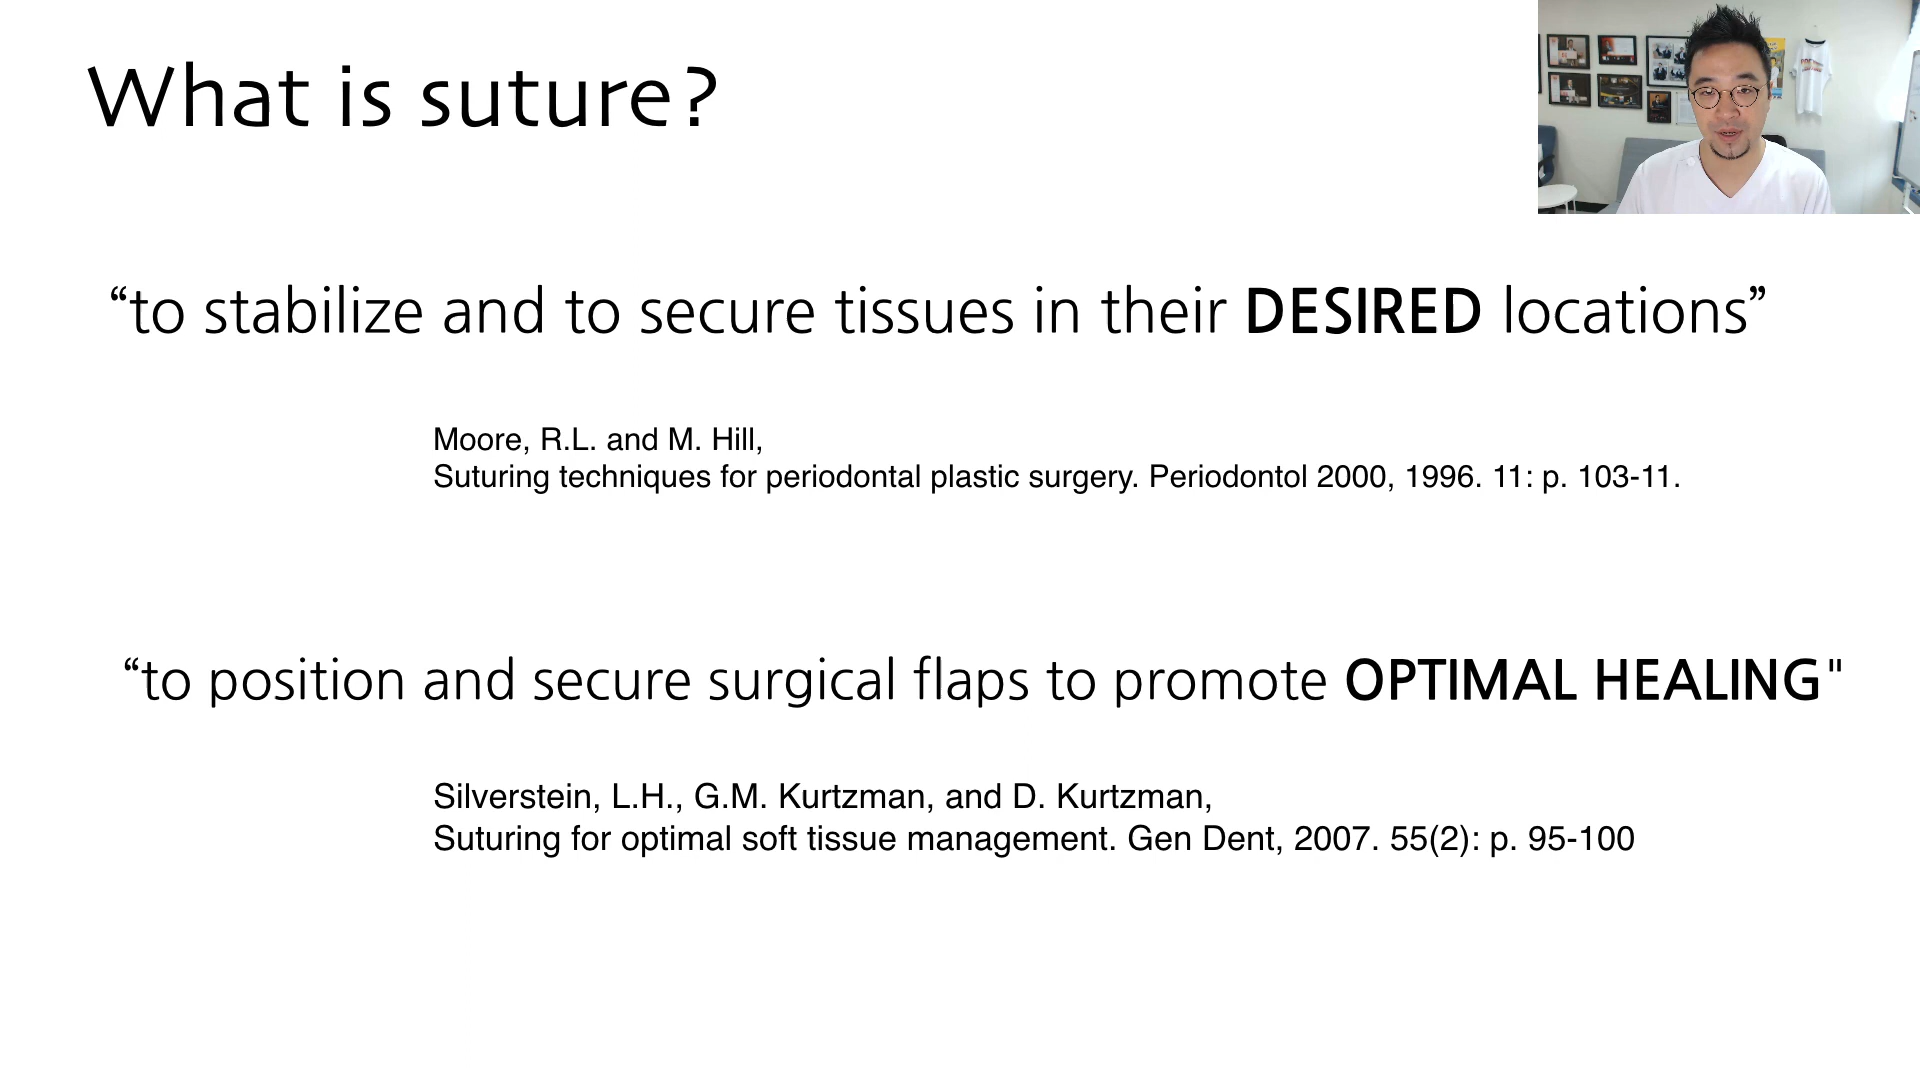 What is suture?
“to stabilize and to secure tissues in their DESIRED locations”
Moore, R.L. and M. Hill,
Suturing techniques for periodontal plastic surgery. Periodontol 2000, 1996. 11: p. 103-11.
“to position and secure surgical flaps to promote OPTIMAL HEALING"
Silverstein, L.H., G.M. Kurtzman, and D. Kurtzman,
Suturing for optimal soft tissue management. Gen Dent, 2007. 55(2): p. 95-100